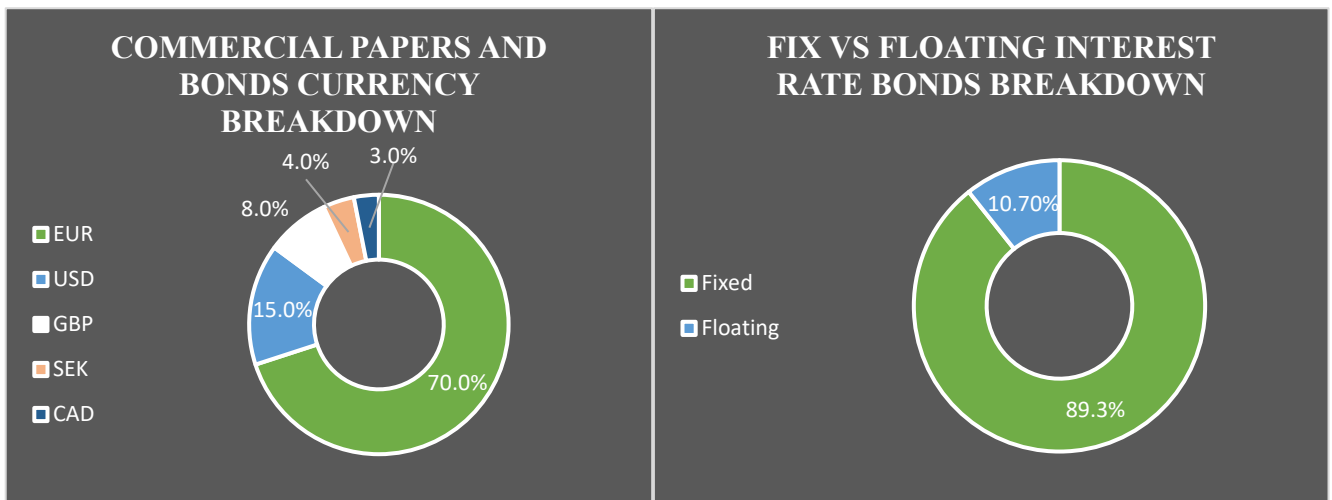 COMMERCIAL PAPERS AND
BONDS CURRENCY
BREAKDOWN
4.0%
3.0%
8.0%
15.0%
70.0%
EUR
USD
GBP
SEK
CAD
FIX VS FLOATING INTEREST
RATE BONDS BREAKDOWN
10.70%
89.3%
Fixed
Floating